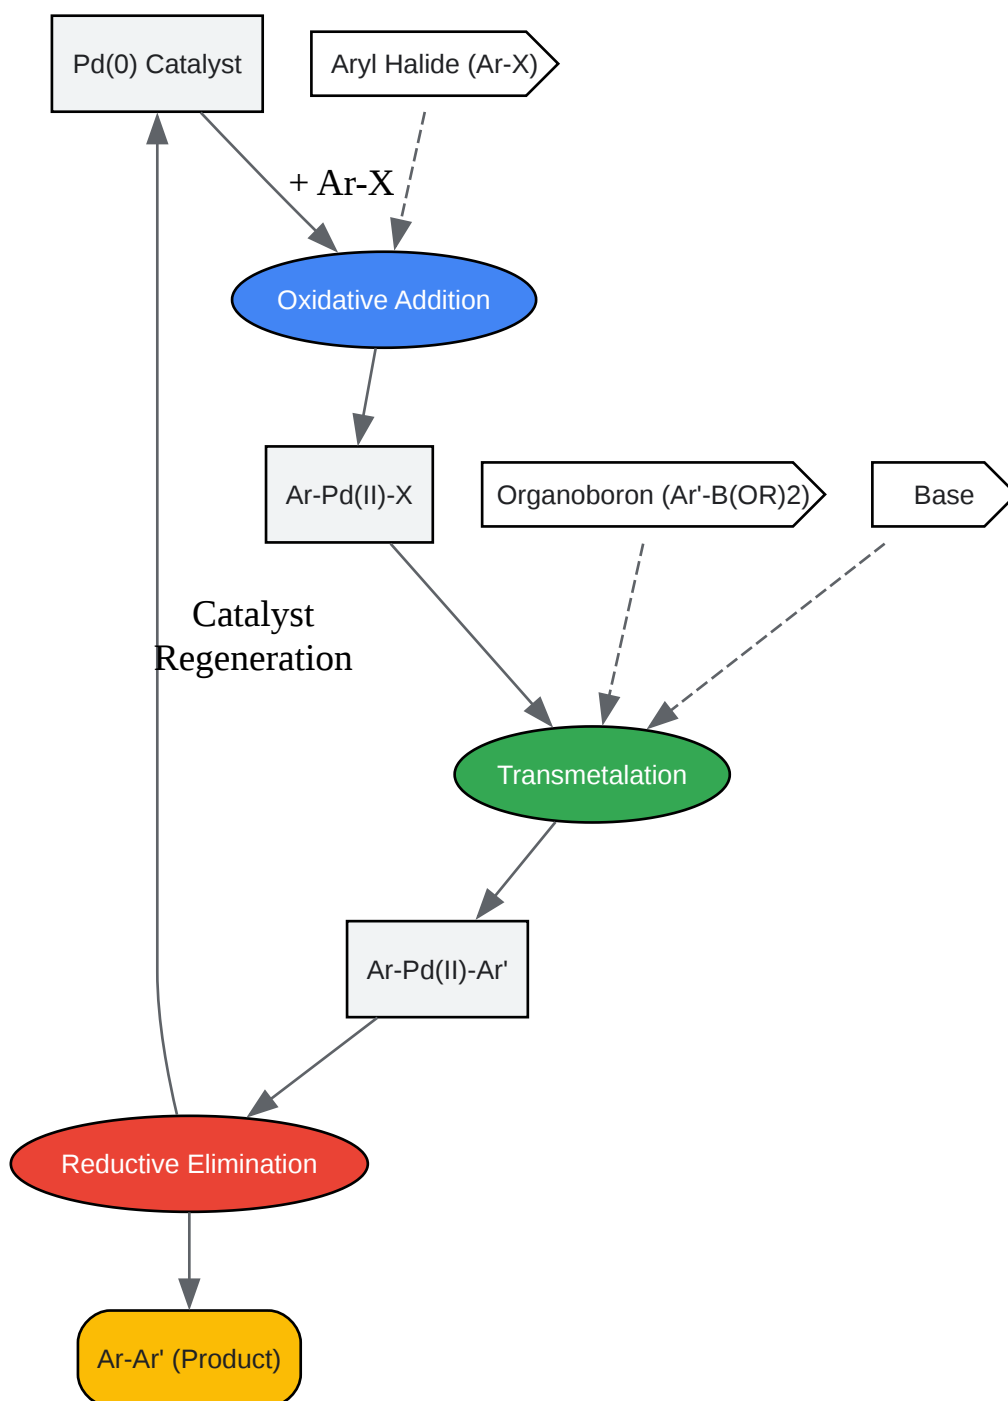 Pd(0) Catalyst
Aryl Halide (Ar-X)
+ Ar-X
Oxidative Addition
Ar-Pd(II)-X
Organoboron (Ar'-B(OR)2)
Base
Catalyst
Regeneration
Transmetalation
Ar-Pd(II)-Ar'
Reductive Elimination
Ar-Ar' (Product)